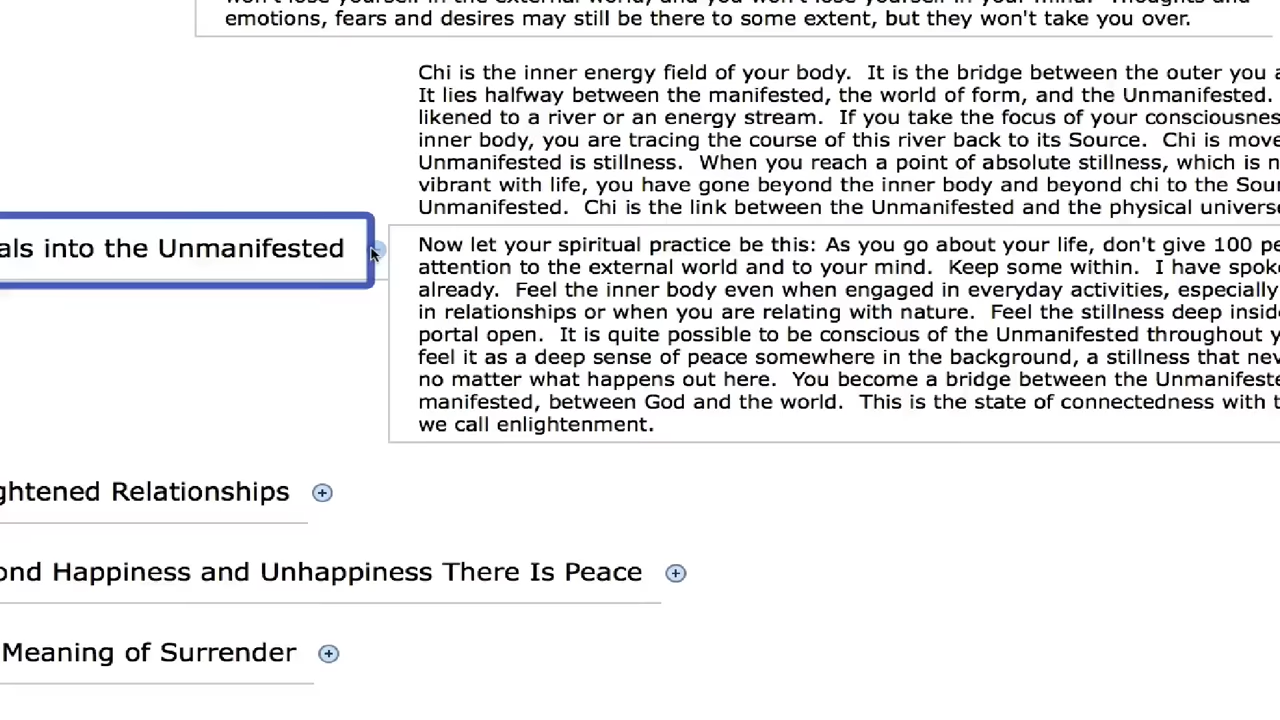 emotions, fears and desires may still be there to some extent, but they won't take you over.
Chi is the inner energy field of your body.  It is the bridge between the outer you
It lies halfway between the manifested, the world of form, and the Unmanifested.
likened to a river or an energy stream.  If you take the focus of your consciousnes
inner body, you are tracing the course of this river back to its Source.  Chi is move
Unmanifested is stillness.  When you reach a point of absolute stillness, which is n
vibrant with life, you have gone beyond the inner body and beyond chi to the Sou
Unmanifested.  Chi is the link between the Unmanifested and the physical univers
als into the Unmanifested
Now let your spiritual practice be this: As you go about your life, don't give 100 pe
attention to the external world and to your mind.  Keep some within.  I have spok
already.  Feel the inner body even when engaged in everyday activities, especially
in relationships or when you are relating with nature.  Feel the stillness deep insid
portal open.  It is quite possible to be conscious of the Unmanifested throughout y
feel it as a deep sense of peace somewhere in the background, a stillness that nev
no matter what happens out here.  You become a bridge between the Unmanifeste
manifested, between God and the world.  This is the state of connectedness with t
we call enlightenment.
ghtened Relationships
ond Happiness and Unhappiness There Is Peace
Meaning of Surrender